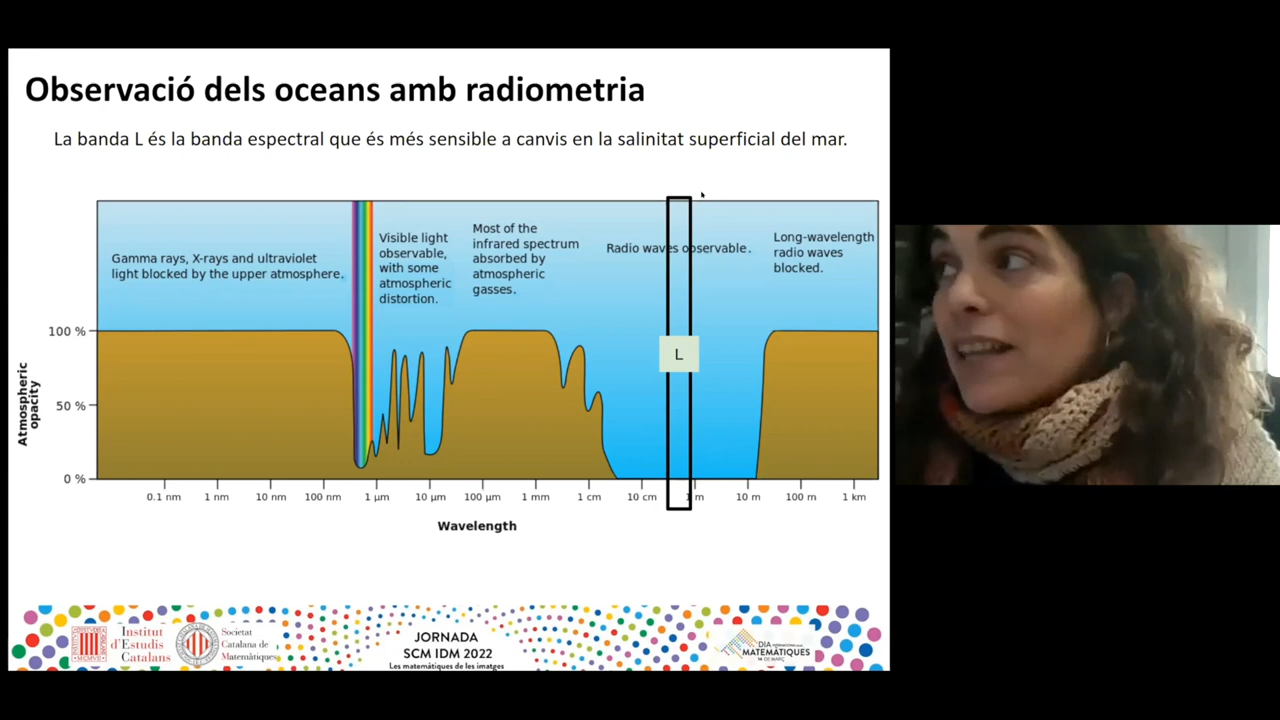 Observació dels oceans amb radiometria
La banda L és la banda espectral que és més sensible a canvis en la salinitat superficial del mar.
Gamma rays, X-rays and ultraviolet
light blocked by the upper atmosphere.
Visible light
observable,
with some
atmospheric
distortion.
Most of the
infrared spectrum
absorbed by
atmospheric
gasses.
Radio waves observable.
Long-wavelength
radio waves
blocked.
L
100 %
50 %
0 %
Atmospheric
opacity
0.1 nm 1 nm 10 nm 100 nm 1 μm 10 μm 100 μm 1 mm 1 cm 10 cm 1 m 10 m 100 m 1 km
Wavelength
Institut
d'Estudis
Catalans
Societat
Catalana de
Matemàtiques
JORNADA
SCM IDM 2022
Les matemàtiques de les imatges
DIA
MATEMÀTIQUES
14 DE MARÇ